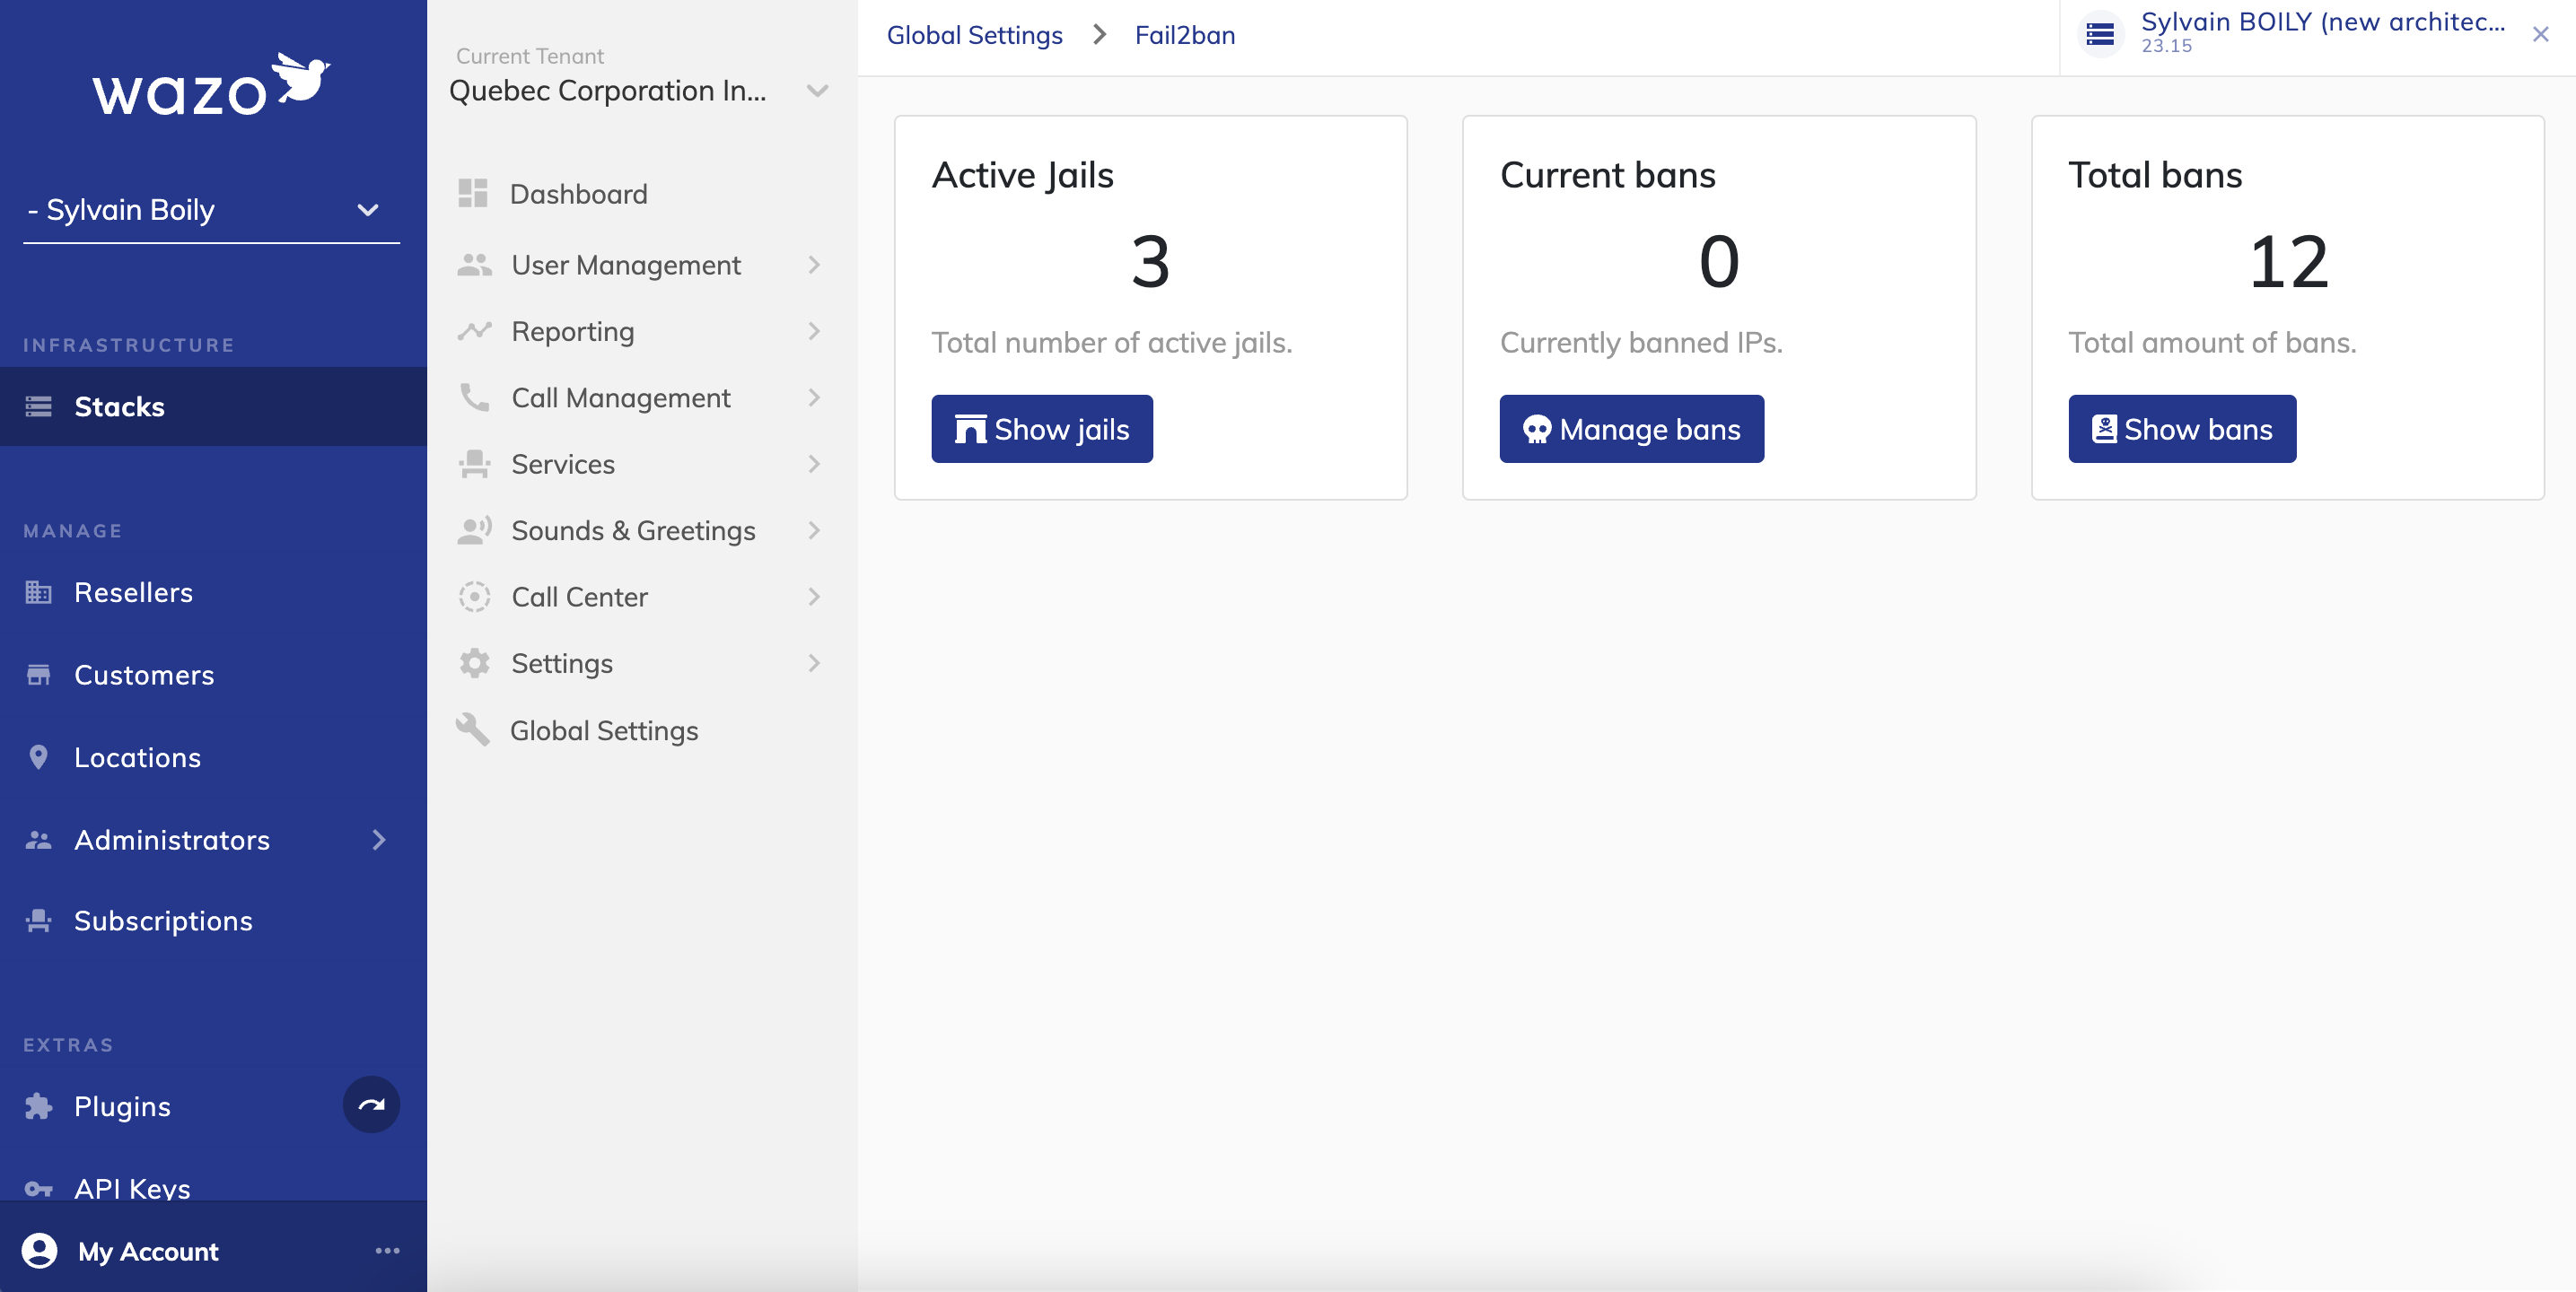 wazo
- Sylvain Boily
INFRASTRUCTURE
Stacks
MANAGE
Resellers
Customers
Locations
Administrators
Subscriptions
EXTRAS
Plugins
API Keys
My Account
Current Tenant
Quebec Corporation In...
Dashboard
User Management
Reporting
Call Management
Services
Sounds & Greetings
Call Center
Settings
Global Settings
Global Settings > Fail2ban
Sylvain BOILY (new architec...
23.15
Active Jails
3
Total number of active jails.
Show jails
Current bans
0
Currently banned IPs.
Manage bans
Total bans
12
Total amount of bans.
Show bans